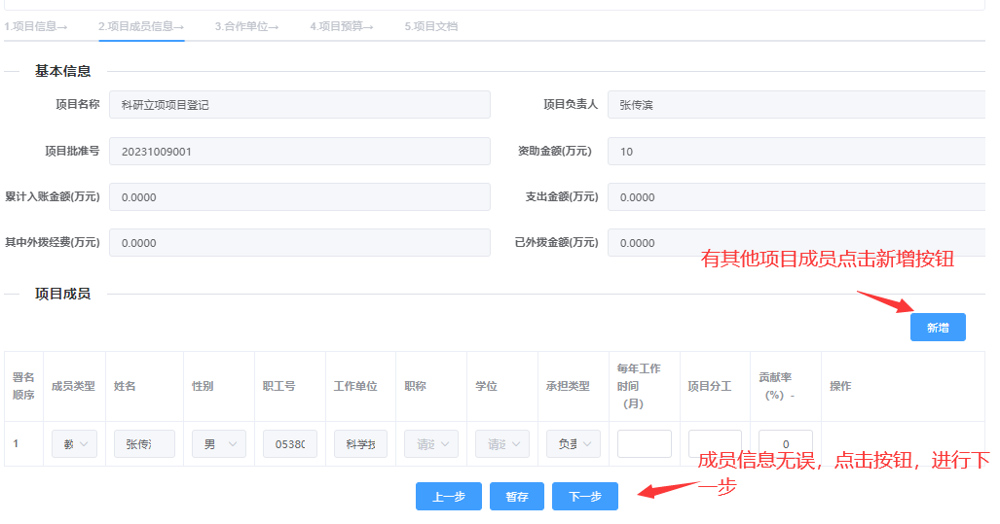 1.项目信息→ 2.项目成员信息→ 3.合作单位→ 4.项目预算→ 5.项目文档
基本信息
项目名称 科研立项项目登记 项目负责人 张传滨
项目批准号 20231009001 资助金额(万元) 10
累计入账金额(万元) 0.0000 支出金额(万元) 0.0000
其中外拨经费(万元) 0.0000 已外拨金额(万元) 0.0000
有其他项目成员点击新增按钮
项目成员
新增
署名顺序 成员类型 姓名 性别 职工号 工作单位 职称 学位 承担类型 每年工作时间（月） 项目分工 贡献率（%）- 操作
1 张传 男 05380 科学技 请 请 负责 0
成员信息无误，点击按钮，进行下
一步
上一步 暂存 下一步